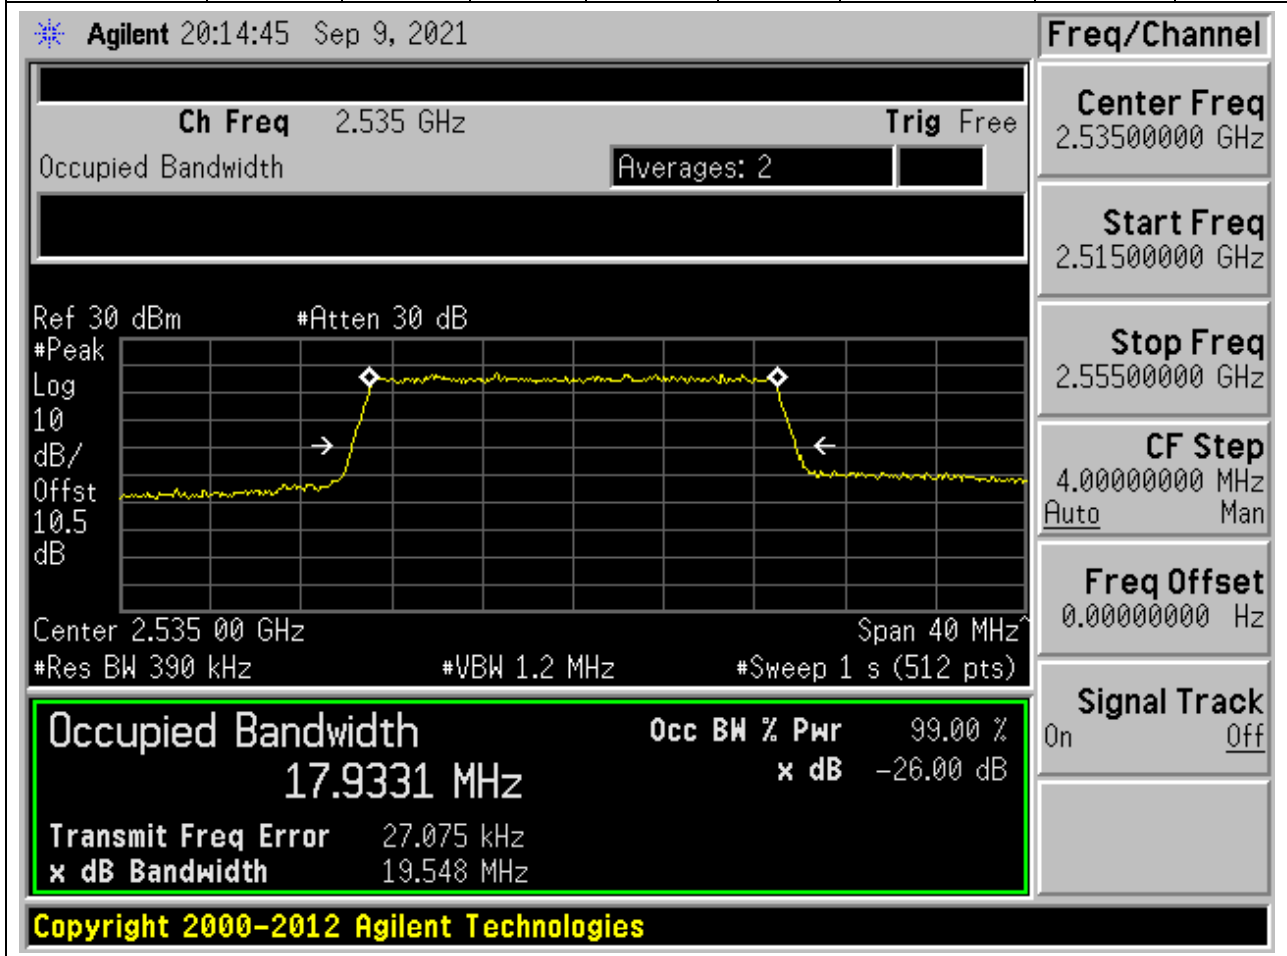 Agilent 20:14:45 Sep 9, 2021
Freq/Channel
Ch Freq 2.535 GHz Trig Free
Occupied Bandwidth Averages: 2
Ref 30 dBm #Atten 30 dB
#Peak
Log
10
dB/
Offst
10.5
dB
Center 2.535 00 GHz Span 40 MHz^
#Res BW 390 kHz #VBW 1.2 MHz #Sweep 1 s (512 pts)
Occupied Bandwidth Occ BW % Pwr 99.00 %
17.9331 MHz x dB -26.00 dB
Transmit Freq Error 27.075 kHz
x dB Bandwidth 19.548 MHz
Center Freq
2.53500000 GHz
Start Freq
2.51500000 GHz
Stop Freq
2.55500000 GHz
CF Step
4.00000000 MHz
Auto Man
Freq Offset
0.00000000 Hz
Signal Track
On Off
Copyright 2000-2012 Agilent Technologies